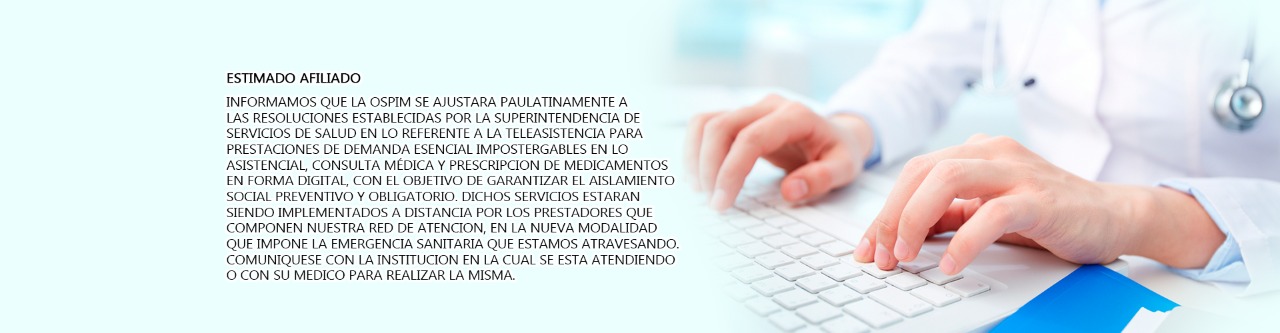 ESTIMADO AFILIADO
INFORMAMOS QUE LA OSPIM SE AJUSTARA PAULATINAMENTE A
LAS RESOLUCIONES ESTABLECIDAS POR LA SUPERINTENDENCIA DE
SERVICIOS DE SALUD EN LO REFERENTE A LA TELEASISTENCIA PARA
PRESTACIONES DE DEMANDA ESENCIAL IMPOSTERGABLES EN LO
ASISTENCIAL, CONSULTA MÉDICA Y PRESCRIPCION DE MEDICAMENTOS
EN FORMA DIGITAL, CON EL OBJETIVO DE GARANTIZAR EL AISLAMIENTO
SOCIAL PREVENTIVO Y OBLIGATORIO. DICHOS SERVICIOS ESTARAN
SIENDO IMPLEMENTADOS A DISTANCIA POR LOS PRESTADORES QUE
COMPONEN NUESTRA RED DE ATENCION, EN LA NUEVA MODALIDAD
QUE IMPONE LA EMERGENCIA SANITARIA QUE ESTAMOS ATRAVESANDO.
COMUNIQUESE CON LA INSTITUCION EN LA CUAL SE ESTA ATENDIENDO
O CON SU MEDICO PARA REALIZAR LA MISMA.